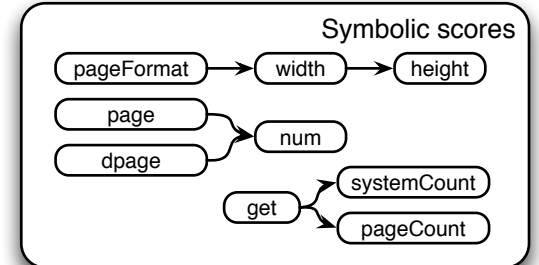 Symbolic scores
pageFormat width height
page
num
dpage
systemCount
get
pageCount